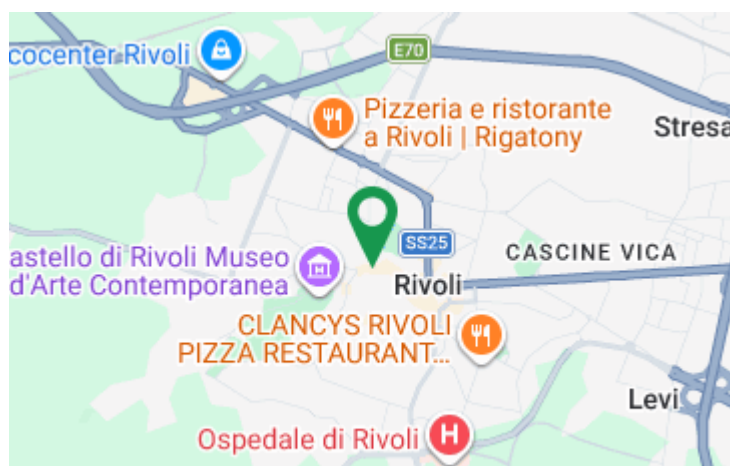 E70
ocenter Rivoli
Pizzeria e ristorante
a Rivoli | Rigatony
Stresa
SS25
CASCINE VICA
astello di Rivoli Museo
d'Arte Contemporanea
Rivoli
CLANCYS RIVOLI
PIZZA RESTAURANT...
Levi
Ospedale di Rivoli
H